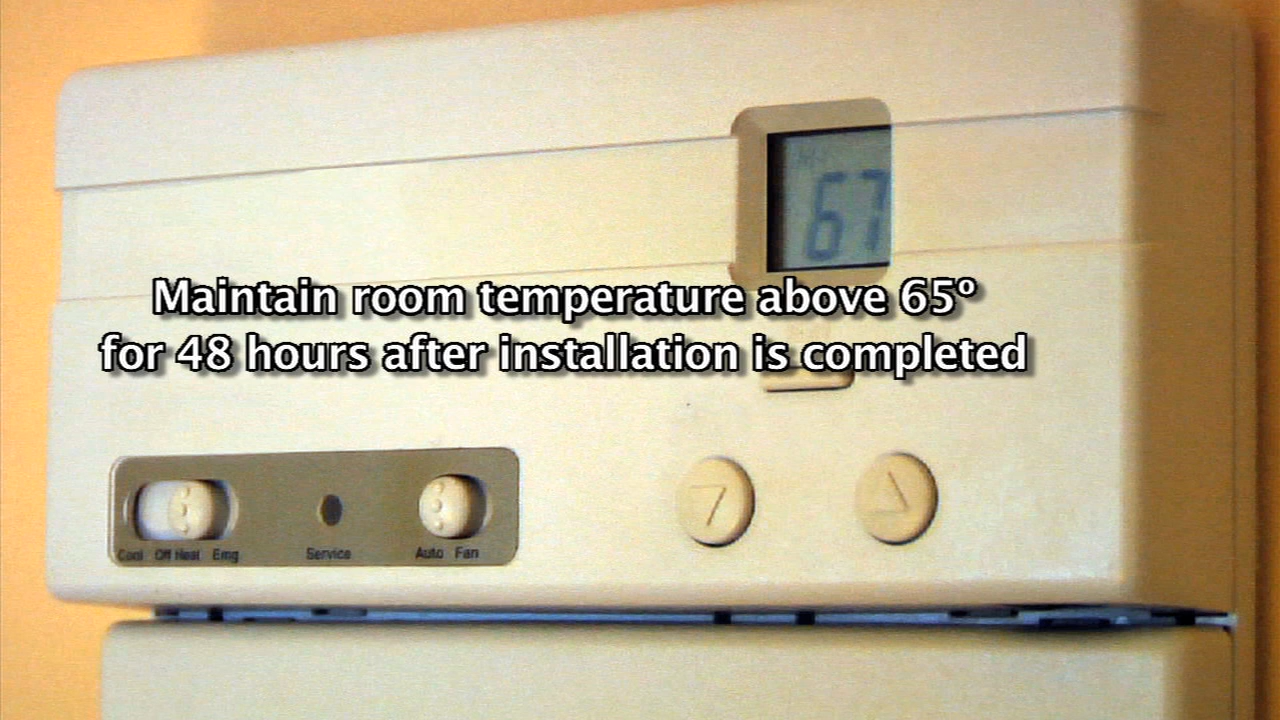 67
Maintain room temperature above 65º
for 48 hours after installation is completed
Cool Off Heat Emg Service Auto Fan